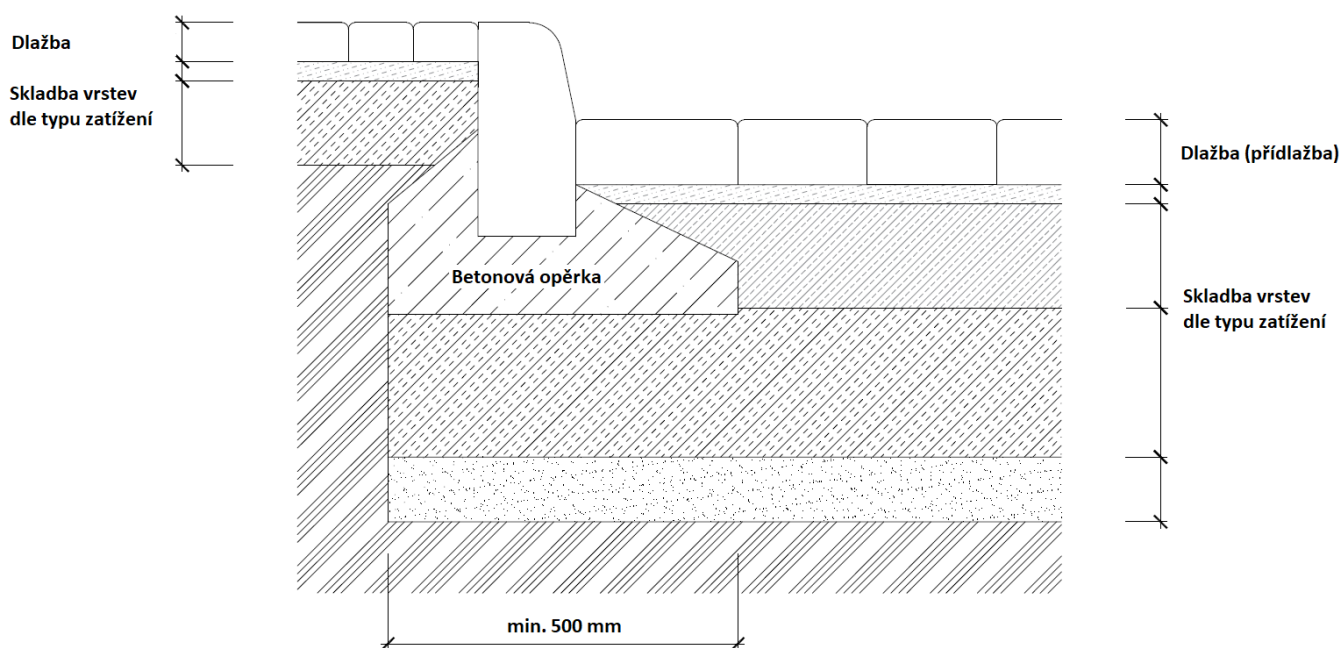 Dlažba
Skladba vrstev
dle typu zatížení
Dlažba (přídlažba)
Betonová opěrka
Skladba vrstev
dle typu zatížení
min. 500 mm